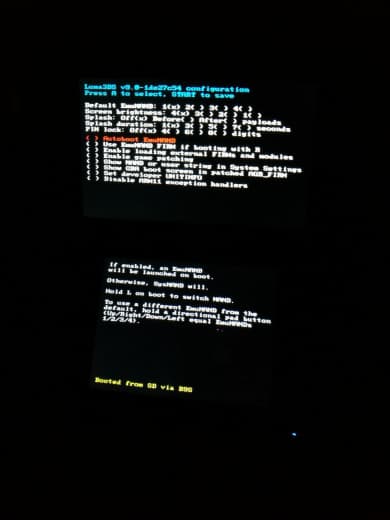 Luma3DS v9.0-1de27c54 configuration
Press A to select, START to save
Default EmuNAND: 1(x) 2( ) 3( ) 4( )
Screen brightness: 4(x) 3( ) 2( ) 1( )
Splash: Off(x) Before( ) After( ) payloads
Splash duration: 1(x) 3( ) 5( ) 7( ) seconds
PIN lock: Off(x) 4( ) 6( ) 8( ) digits
( ) Autoboot EmuNAND
( ) Use EmuNAND FIRM if booting with R
( ) Enable loading external FIRMs and modules
( ) Enable game patching
( ) Show NAND or user string in System Settings
( ) Show GBA boot screen in patched AGB_FIRM
( ) Set developer UNITINFO
( ) Disable ARM11 exception handlers
If enabled, an EmuNAND
will be launched on boot.
Otherwise, SysNAND will.
Hold L on boot to switch NAND.
To use a different EmuNAND from the
default, hold a directional pad button
(Up/Right/Down/Left equal EmuNANDs
1/2/3/4).
Booted from SD via B9S